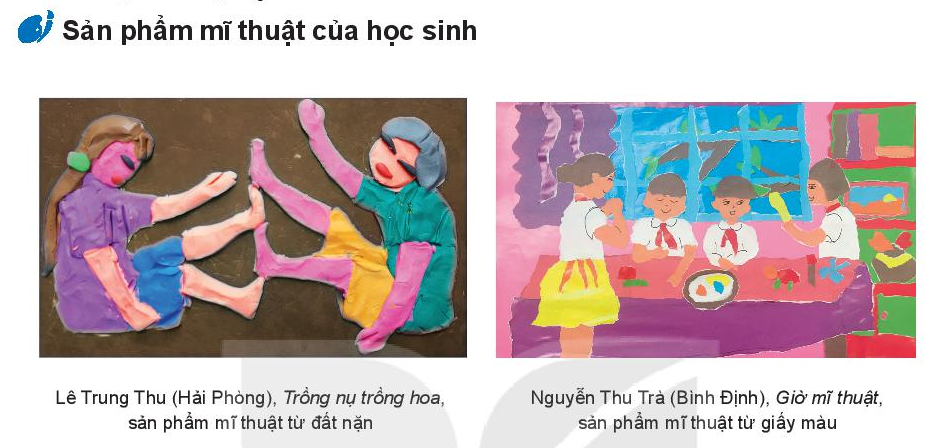 Sản phẩm mĩ thuật của học sinh
Lê Trung Thu (Hải Phòng), Trồng nụ trồng hoa,
sản phẩm mĩ thuật từ đất nặn
Nguyễn Thu Trà (Bình Định), Giờ mĩ thuật,
sản phẩm mĩ thuật từ giấy màu